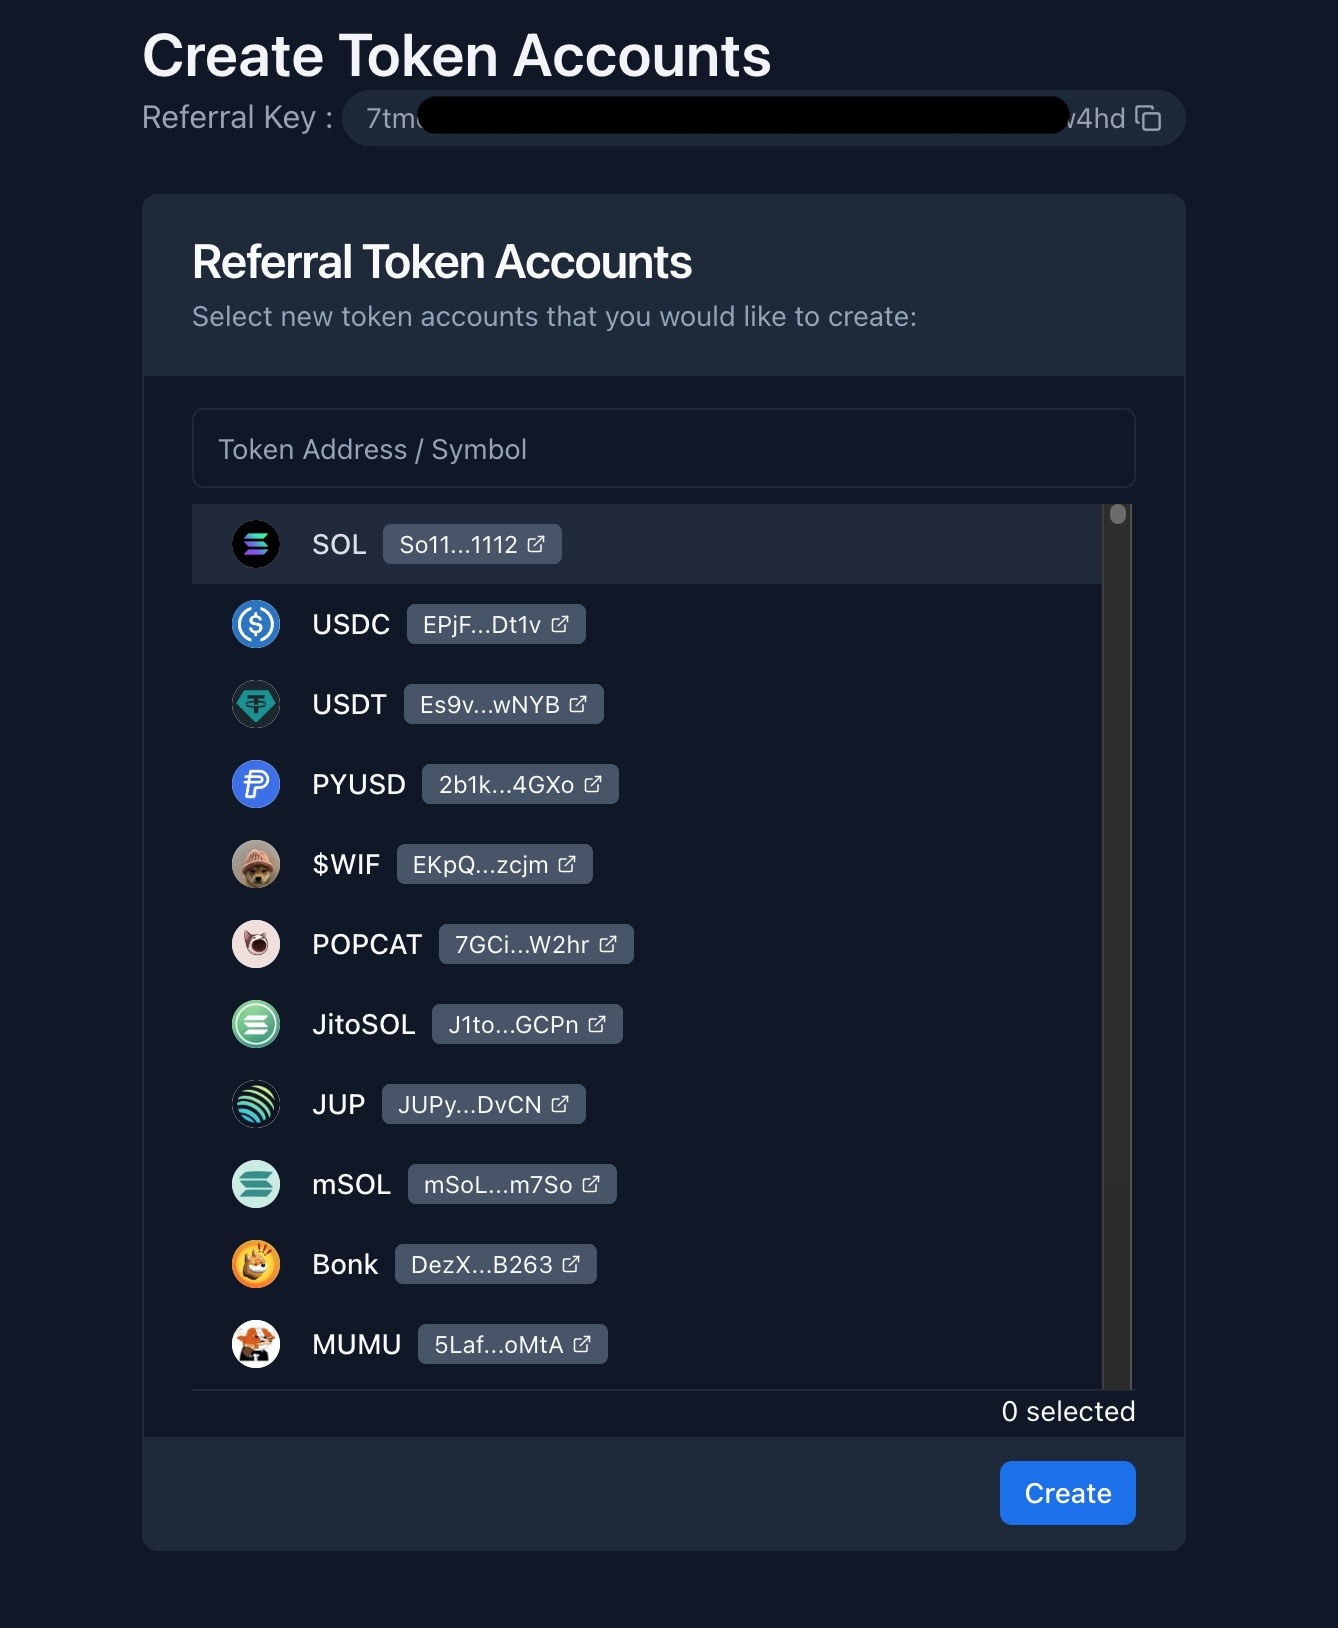 Create Token Accounts
Referral Key : 7tm w4hd
Referral Token Accounts
Select new token accounts that you would like to create:
Token Address / Symbol
SOL So11...1112
USDC EPjF...Dt1v
USDT Es9v...wNYB
PYUSD 2b1k...4GXo
$WIF EKpQ...zcjm
POPCAT 7GCi...W2hr
JitoSOL J1to...GCPn
JUP JUPy...DvCN
mSOL mSoL...m7So
Bonk DezX...B263
MUMU 5Laf...oMtA
0 selected
Create